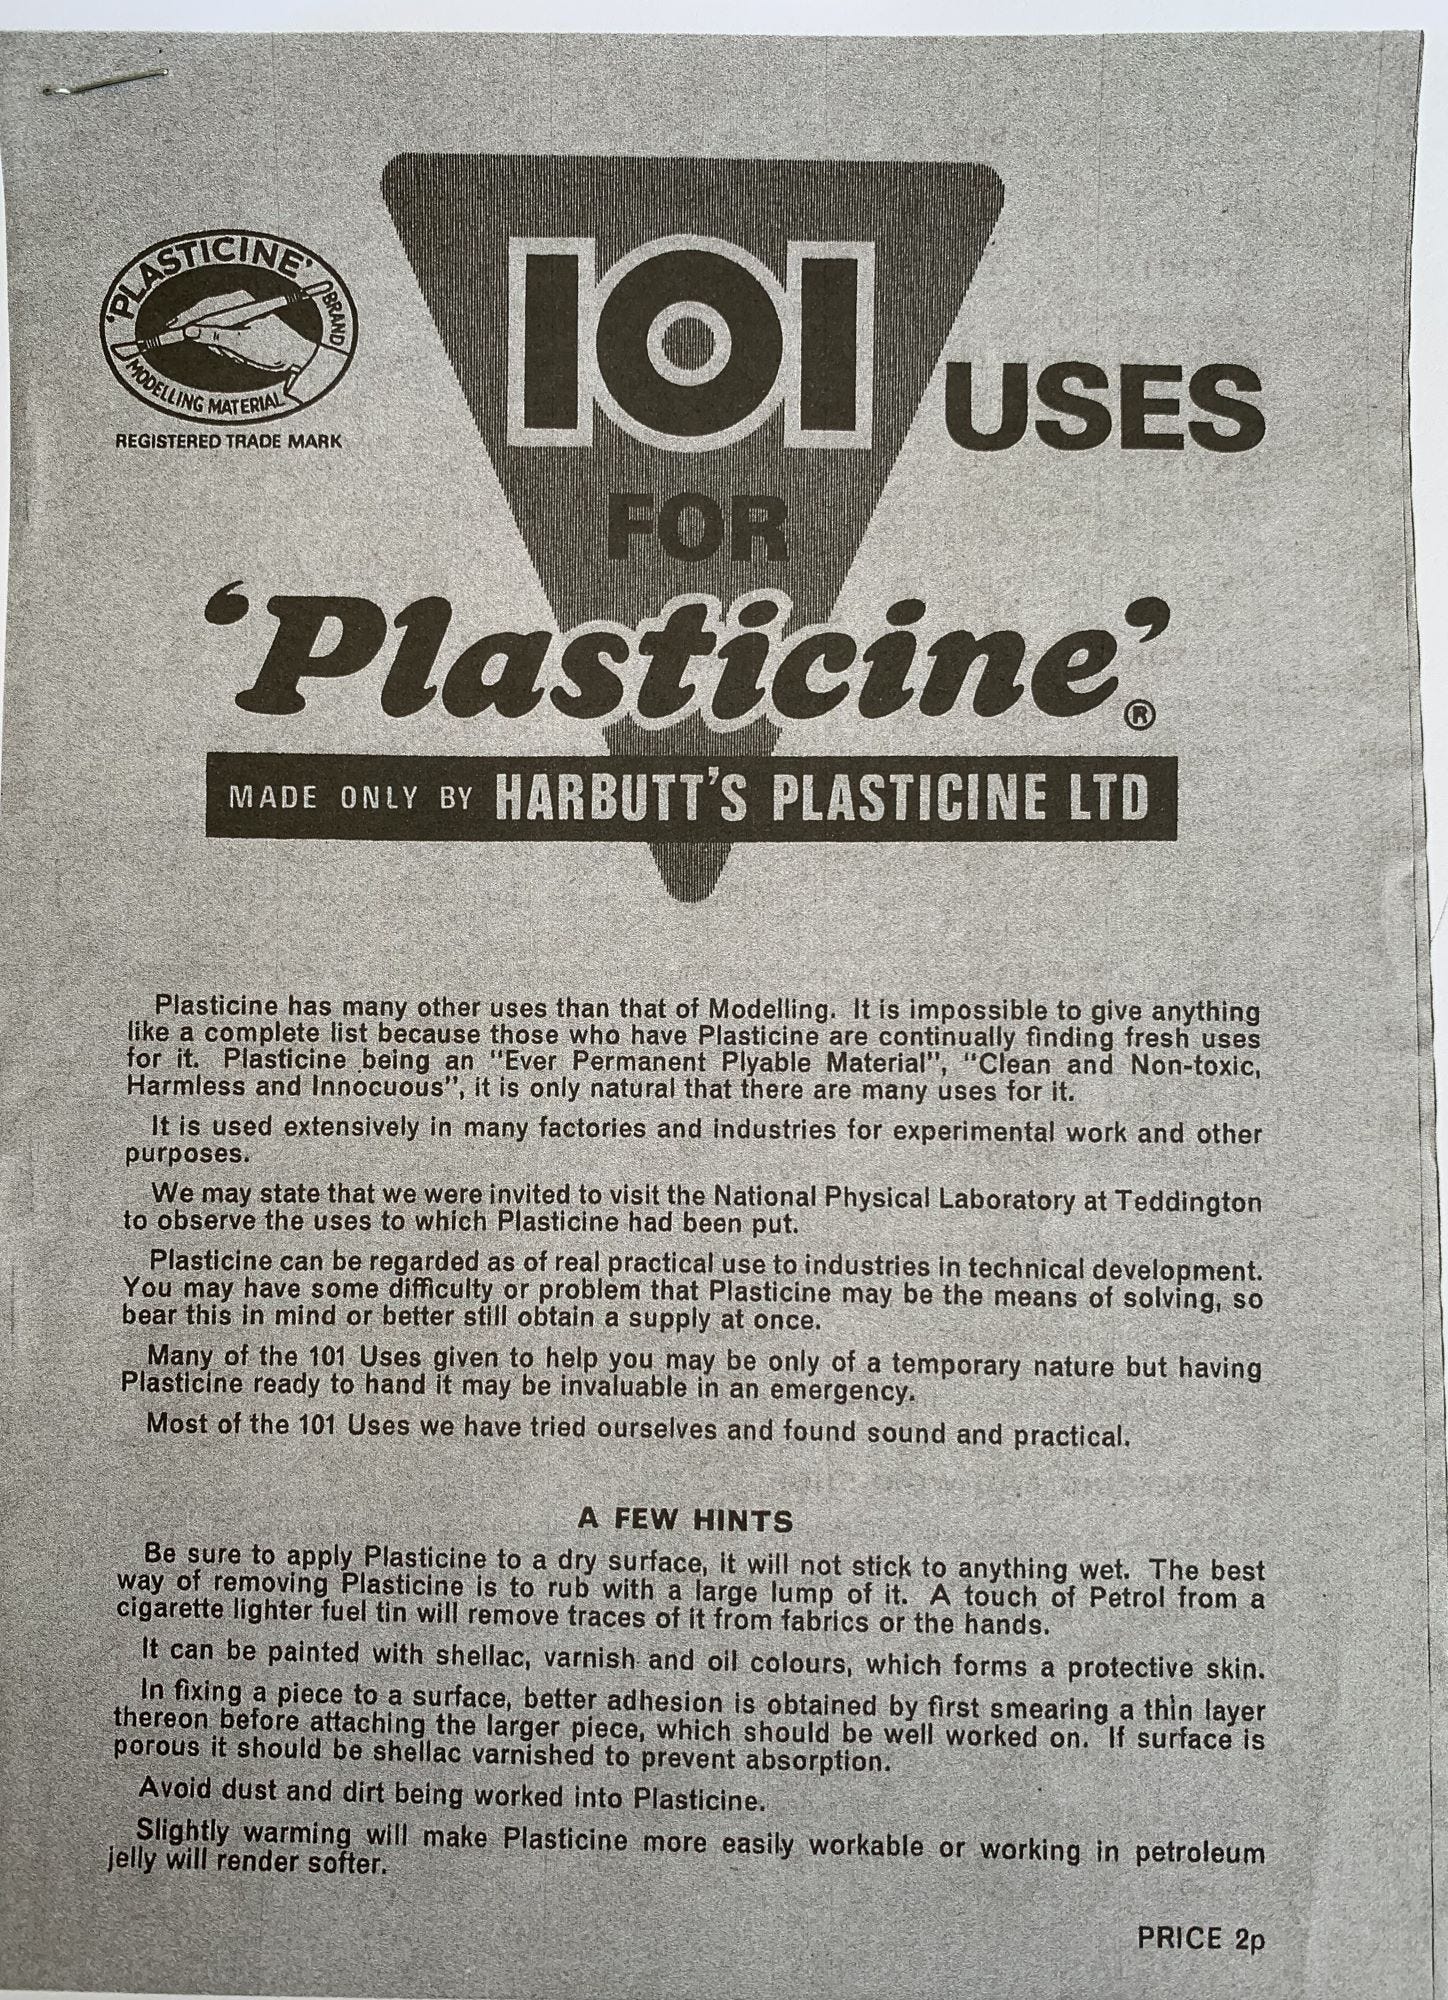 'PLASTICINE'
BRAND
MODELLING MATERIAL
REGISTERED TRADE MARK
101
USES
FOR
'Plasticine'®
MADE ONLY BY HARBUTT'S PLASTICINE LTD
Plasticine has many other uses than that of Modelling. It is impossible to give anything
like a complete list because those who have Plasticine are continually finding fresh uses
for it. Plasticine being an "Ever Permanent Plyable Material", "Clean and Non-toxic,
Harmless and Innocuous", it is only natural that there are many uses for it.
It is used extensively in many factories and industries for experimental work and other
purposes.
We may state that we were invited to visit the National Physical Laboratory at Teddington
to observe the uses to which Plasticine had been put.
Plasticine can be regarded as of real practical use to industries in technical development.
You may have some difficulty or problem that Plasticine may be the means of solving, so
bear this in mind or better still obtain a supply at once.
Many of the 101 Uses given to help you may be only of a temporary nature but having
Plasticine ready to hand it may be invaluable in an emergency.
Most of the 101 Uses we have tried ourselves and found sound and practical.
A FEW HINTS
Be sure to apply Plasticine to a dry surface, it will not stick to anything wet. The best
way of removing Plasticine is to rub with a large lump of it. A touch of Petrol from a
cigarette lighter fuel tin will remove traces of it from fabrics or the hands.
It can be painted with shellac, varnish and oil colours, which forms a protective skin.
In fixing a piece to a surface, better adhesion is obtained by first smearing a thin layer
thereon before attaching the larger piece, which should be well worked on. If surface is
porous it should be shellac varnished to prevent absorption.
Avoid dust and dirt being worked into Plasticine.
Slightly warming will make Plasticine more easily workable or working in petroleum
jelly will render softer.
PRICE 2p